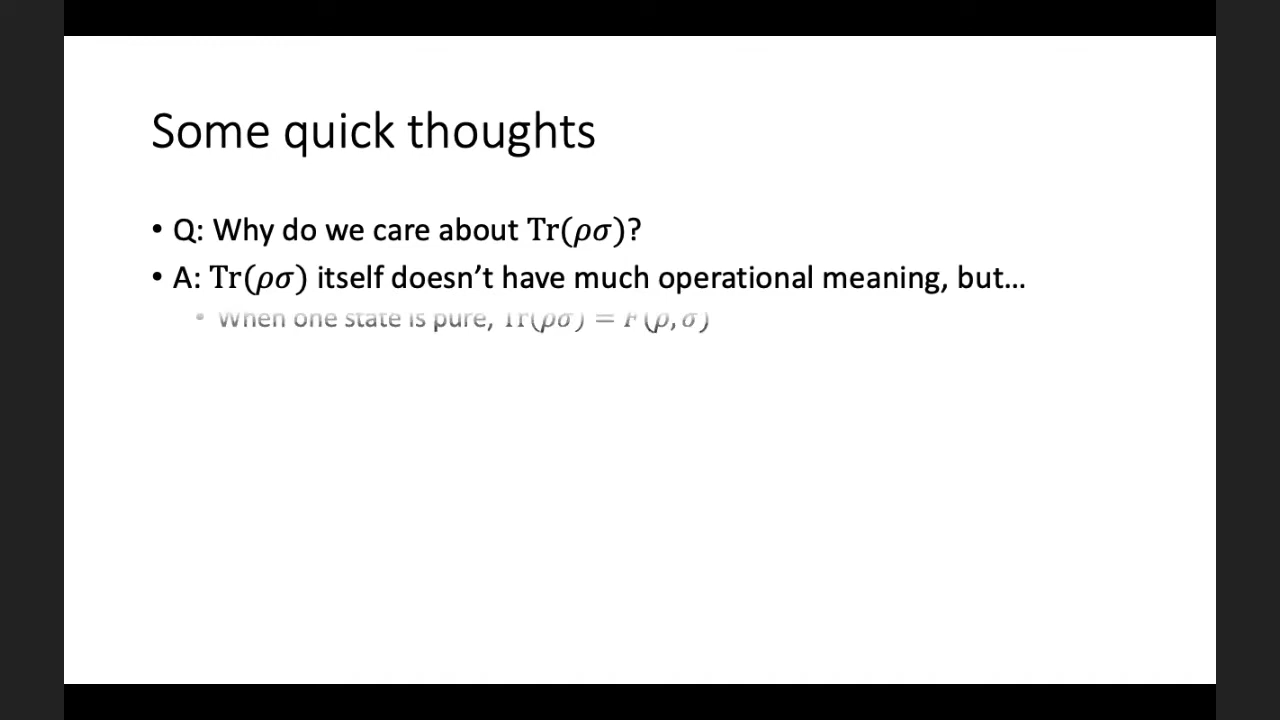 Some quick thoughts
• Q: Why do we care about Tr(ρσ)?
• A: Tr(ρσ) itself doesn’t have much operational meaning, but…
• When one state is pure, Tr(ρσ) = F(ρ, σ)